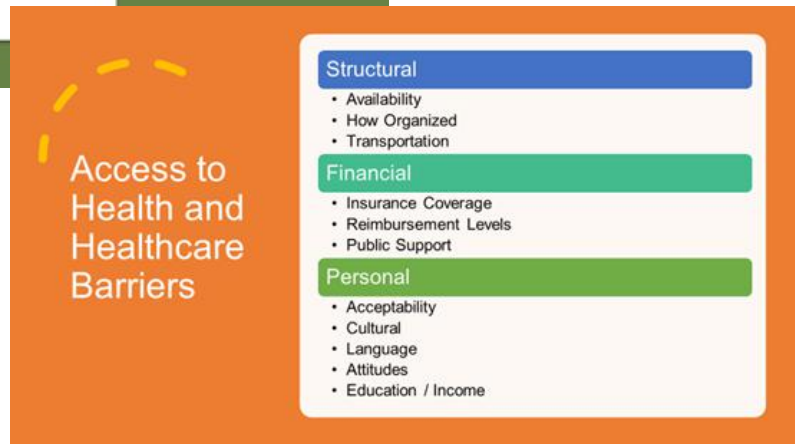 Access to
Health and
Healthcare
Barriers
Structural
• Availability
• How Organized
• Transportation
Financial
• Insurance Coverage
• Reimbursement Levels
• Public Support
Personal
• Acceptability
• Cultural
• Language
• Attitudes
• Education / Income